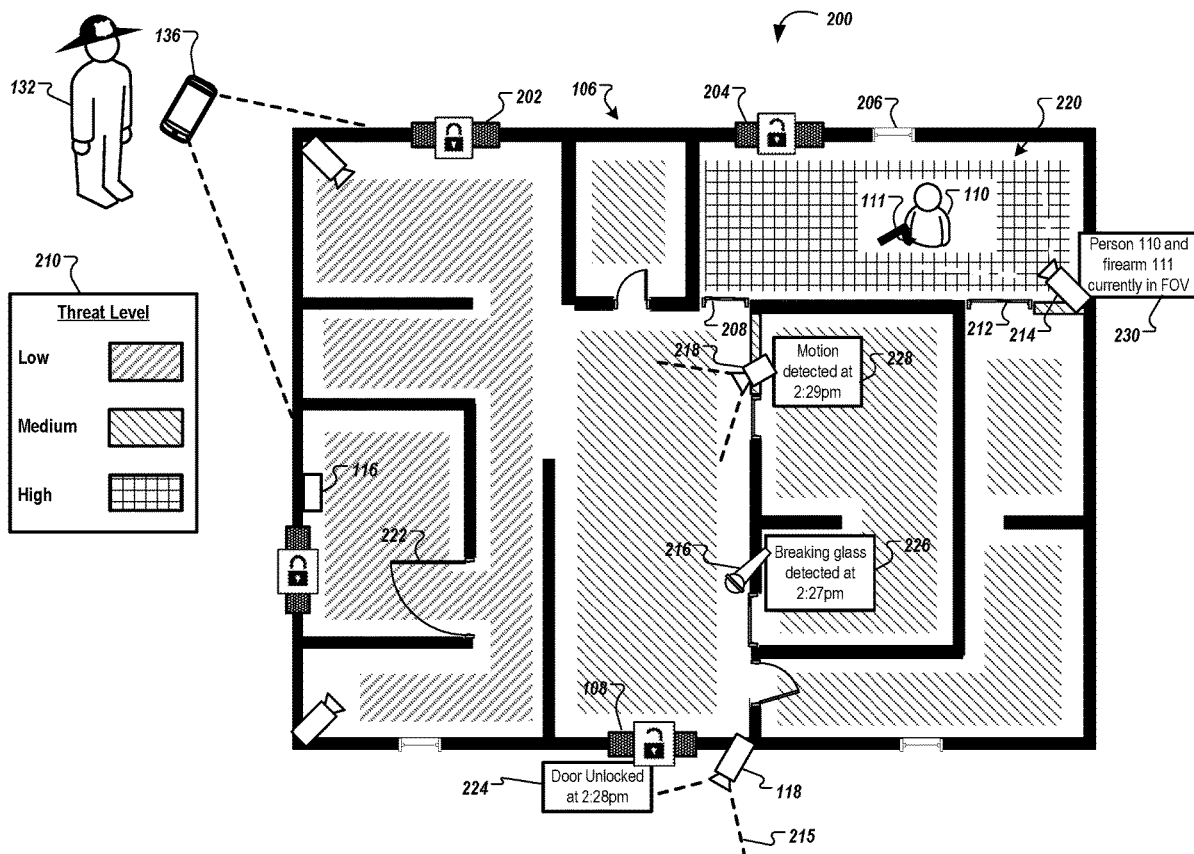 200
136
132
202
106
204
206
220
111
110
210
Person 110 and
firearm 111
currently in FOV
Threat Level
208
212
214
230
Low
218
Motion
detected at
2:29pm
228
Medium
116
High
222
216
Breaking glass
detected at
2:27pm
226
108
224
Door Unlocked
at 2:28pm
118
215